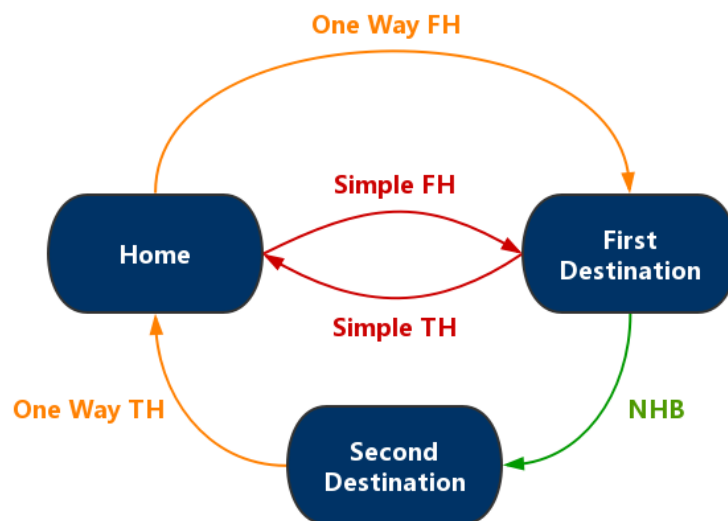 One Way FH
Simple FH
Home
First
Destination
Simple TH
One Way TH
NHB
Second
Destination